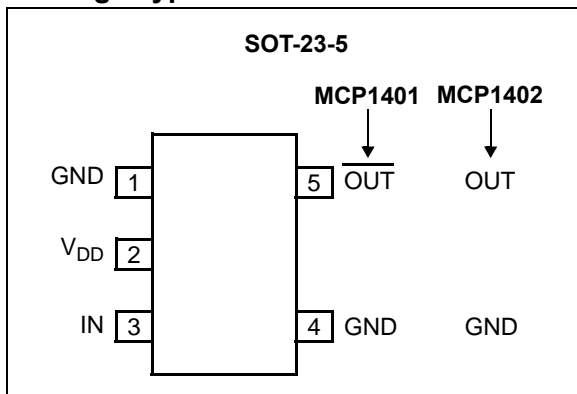 SOT-23-5
MCP1401 MCP1402
GND 1 5 OUT OUT
VDD 2
IN 3 4 GND GND